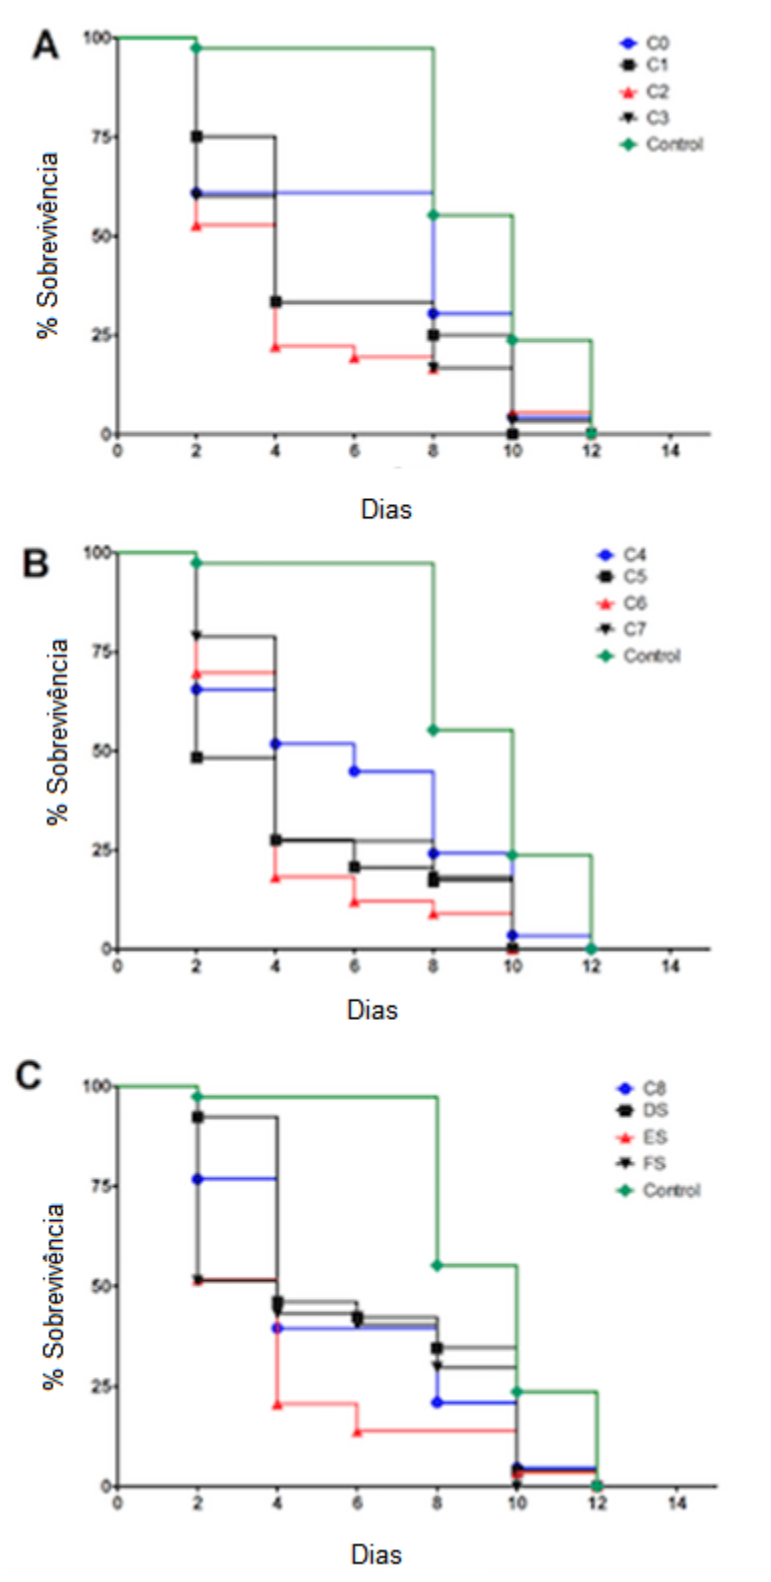 A
% Sobrevivência
100
75
50
25
0
0 2 4 6 8 10 12 14
Dias
C0
C1
C2
C3
Control
B
% Sobrevivência
100
75
50
25
0
0 2 4 6 8 10 12 14
Dias
C4
C5
C6
C7
Control
C
% Sobrevivência
100
75
50
25
0
0 2 4 6 8 10 12 14
Dias
C8
DS
ES
FS
Control